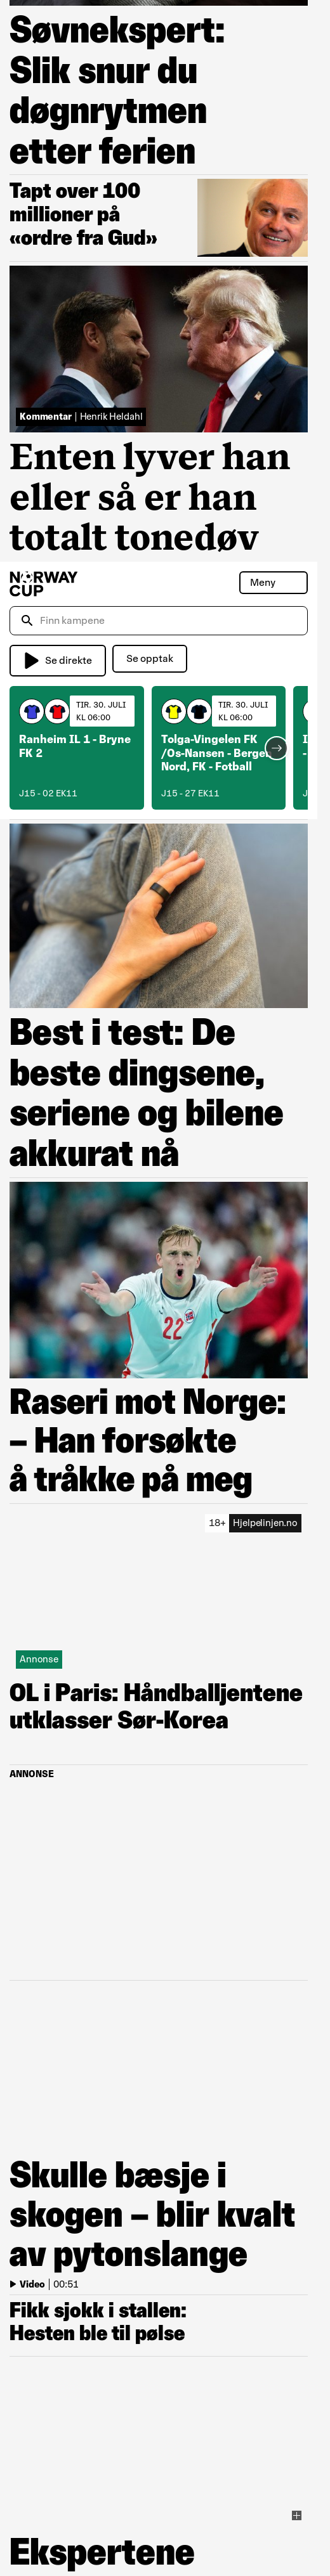 Søvnekspert:
Slik snur du
døgnrytmen
etter ferien
Tapt over 100
millioner på
«ordre fra Gud»
Kommentar | Henrik Heldahl
Enten lyver han
eller så er han
totalt tonedøv
NORWAY
CUP
Meny
Finn kampene
Se direkte
Se opptak
TIR. 30. JULI
KL 06:00
Ranheim IL 1 - Bryne
FK 2
J15 - 02 EK11
TIR. 30. JULI
KL 06:00
Tolga-Vingelen FK
/Os-Nansen - Bergen
Nord, FK - Fotball
J15 - 27 EK11
Best i test: De
beste dingsene,
seriene og bilene
akkurat nå
22
Raseri mot Norge:
– Han forsøkte
å tråkke på meg
18+ Hjelpelinjen.no
Annonse
OL i Paris: Håndballjentene
utklasser Sør-Korea
ANNONSE
Skulle bæsje i
skogen – blir kvalt
av pytonslange
Video | 00:51
Fikk sjokk i stallen:
Hesten ble til pølse
Ekspertene